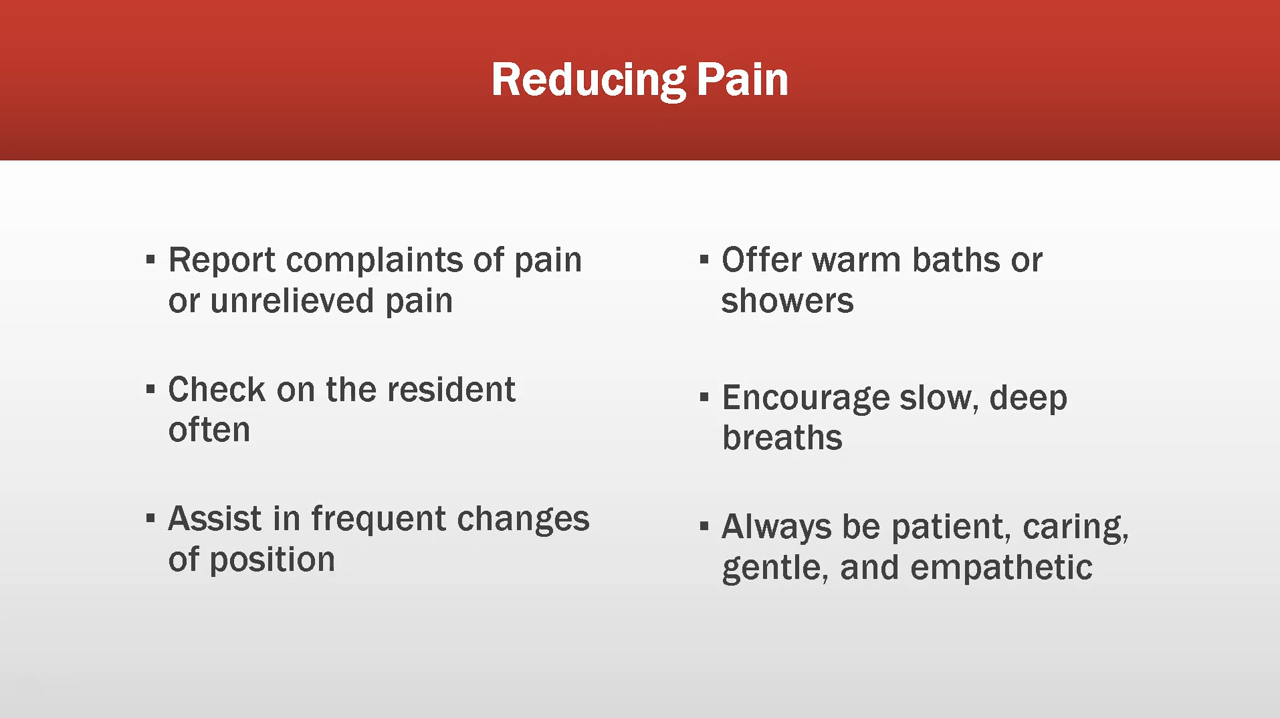 Reducing Pain
▪ Report complaints of pain
or unrelieved pain
▪ Check on the resident
often
▪ Assist in frequent changes
of position
▪ Offer warm baths or
showers
▪ Encourage slow, deep
breaths
▪ Always be patient, caring,
gentle, and empathetic